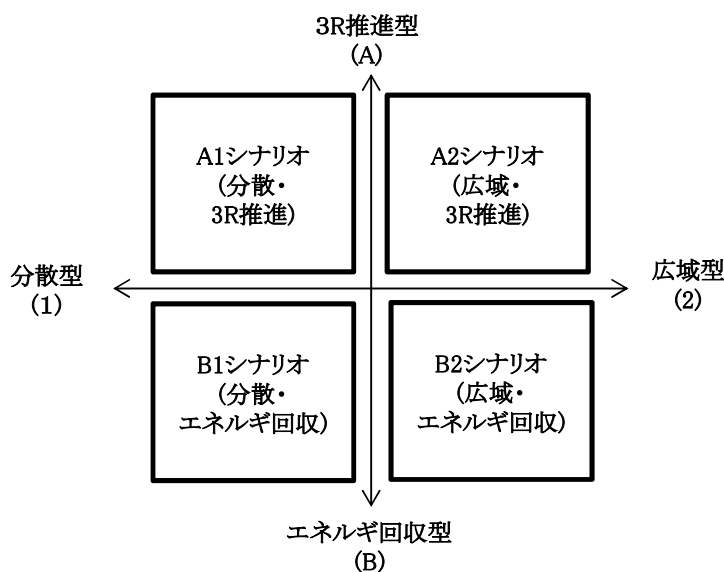 3R推進型
(A)
A1シナリオ
(分散・
3R推進)
A2シナリオ
(広域・
3R推進)
分散型
(1)
広域型
(2)
B1シナリオ
(分散・
エネルギ回収)
B2シナリオ
(広域・
エネルギ回収)
エネルギ回収型
(B)